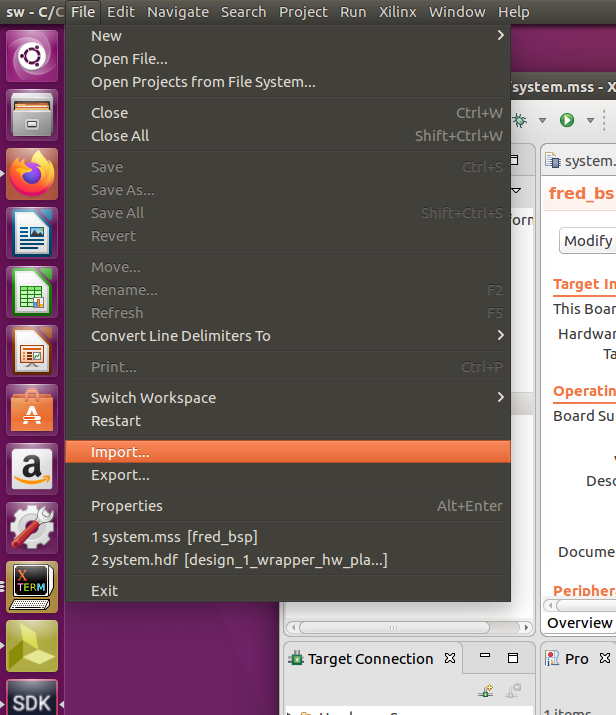 sw - C/C File Edit Navigate Search Project Run Xilinx Window Help
New
Open File...
Open Projects from File System...
Close Ctrl+W
Close All Shift+Ctrl+W
Save Ctrl+S
Save As...
Save All Shift+Ctrl+S
Revert
Move...
Rename... F2
Refresh F5
Convert Line Delimiters To
Print... Ctrl+P
Switch Workspace
Restart
Import...
Export...
Properties Alt+Enter
1 system.mss [fred_bsp]
2 system.hdf [design_1_wrapper_hw_pla...]
Exit
system.mss - X
system.
form
fred_bs
Modify
Target In
This Boar
Hardwar
Ta
Operatin
Board Su
Desc
Docume
Peripher
Overview
Target Connection
Pro
1 items
X
TERM
SDK